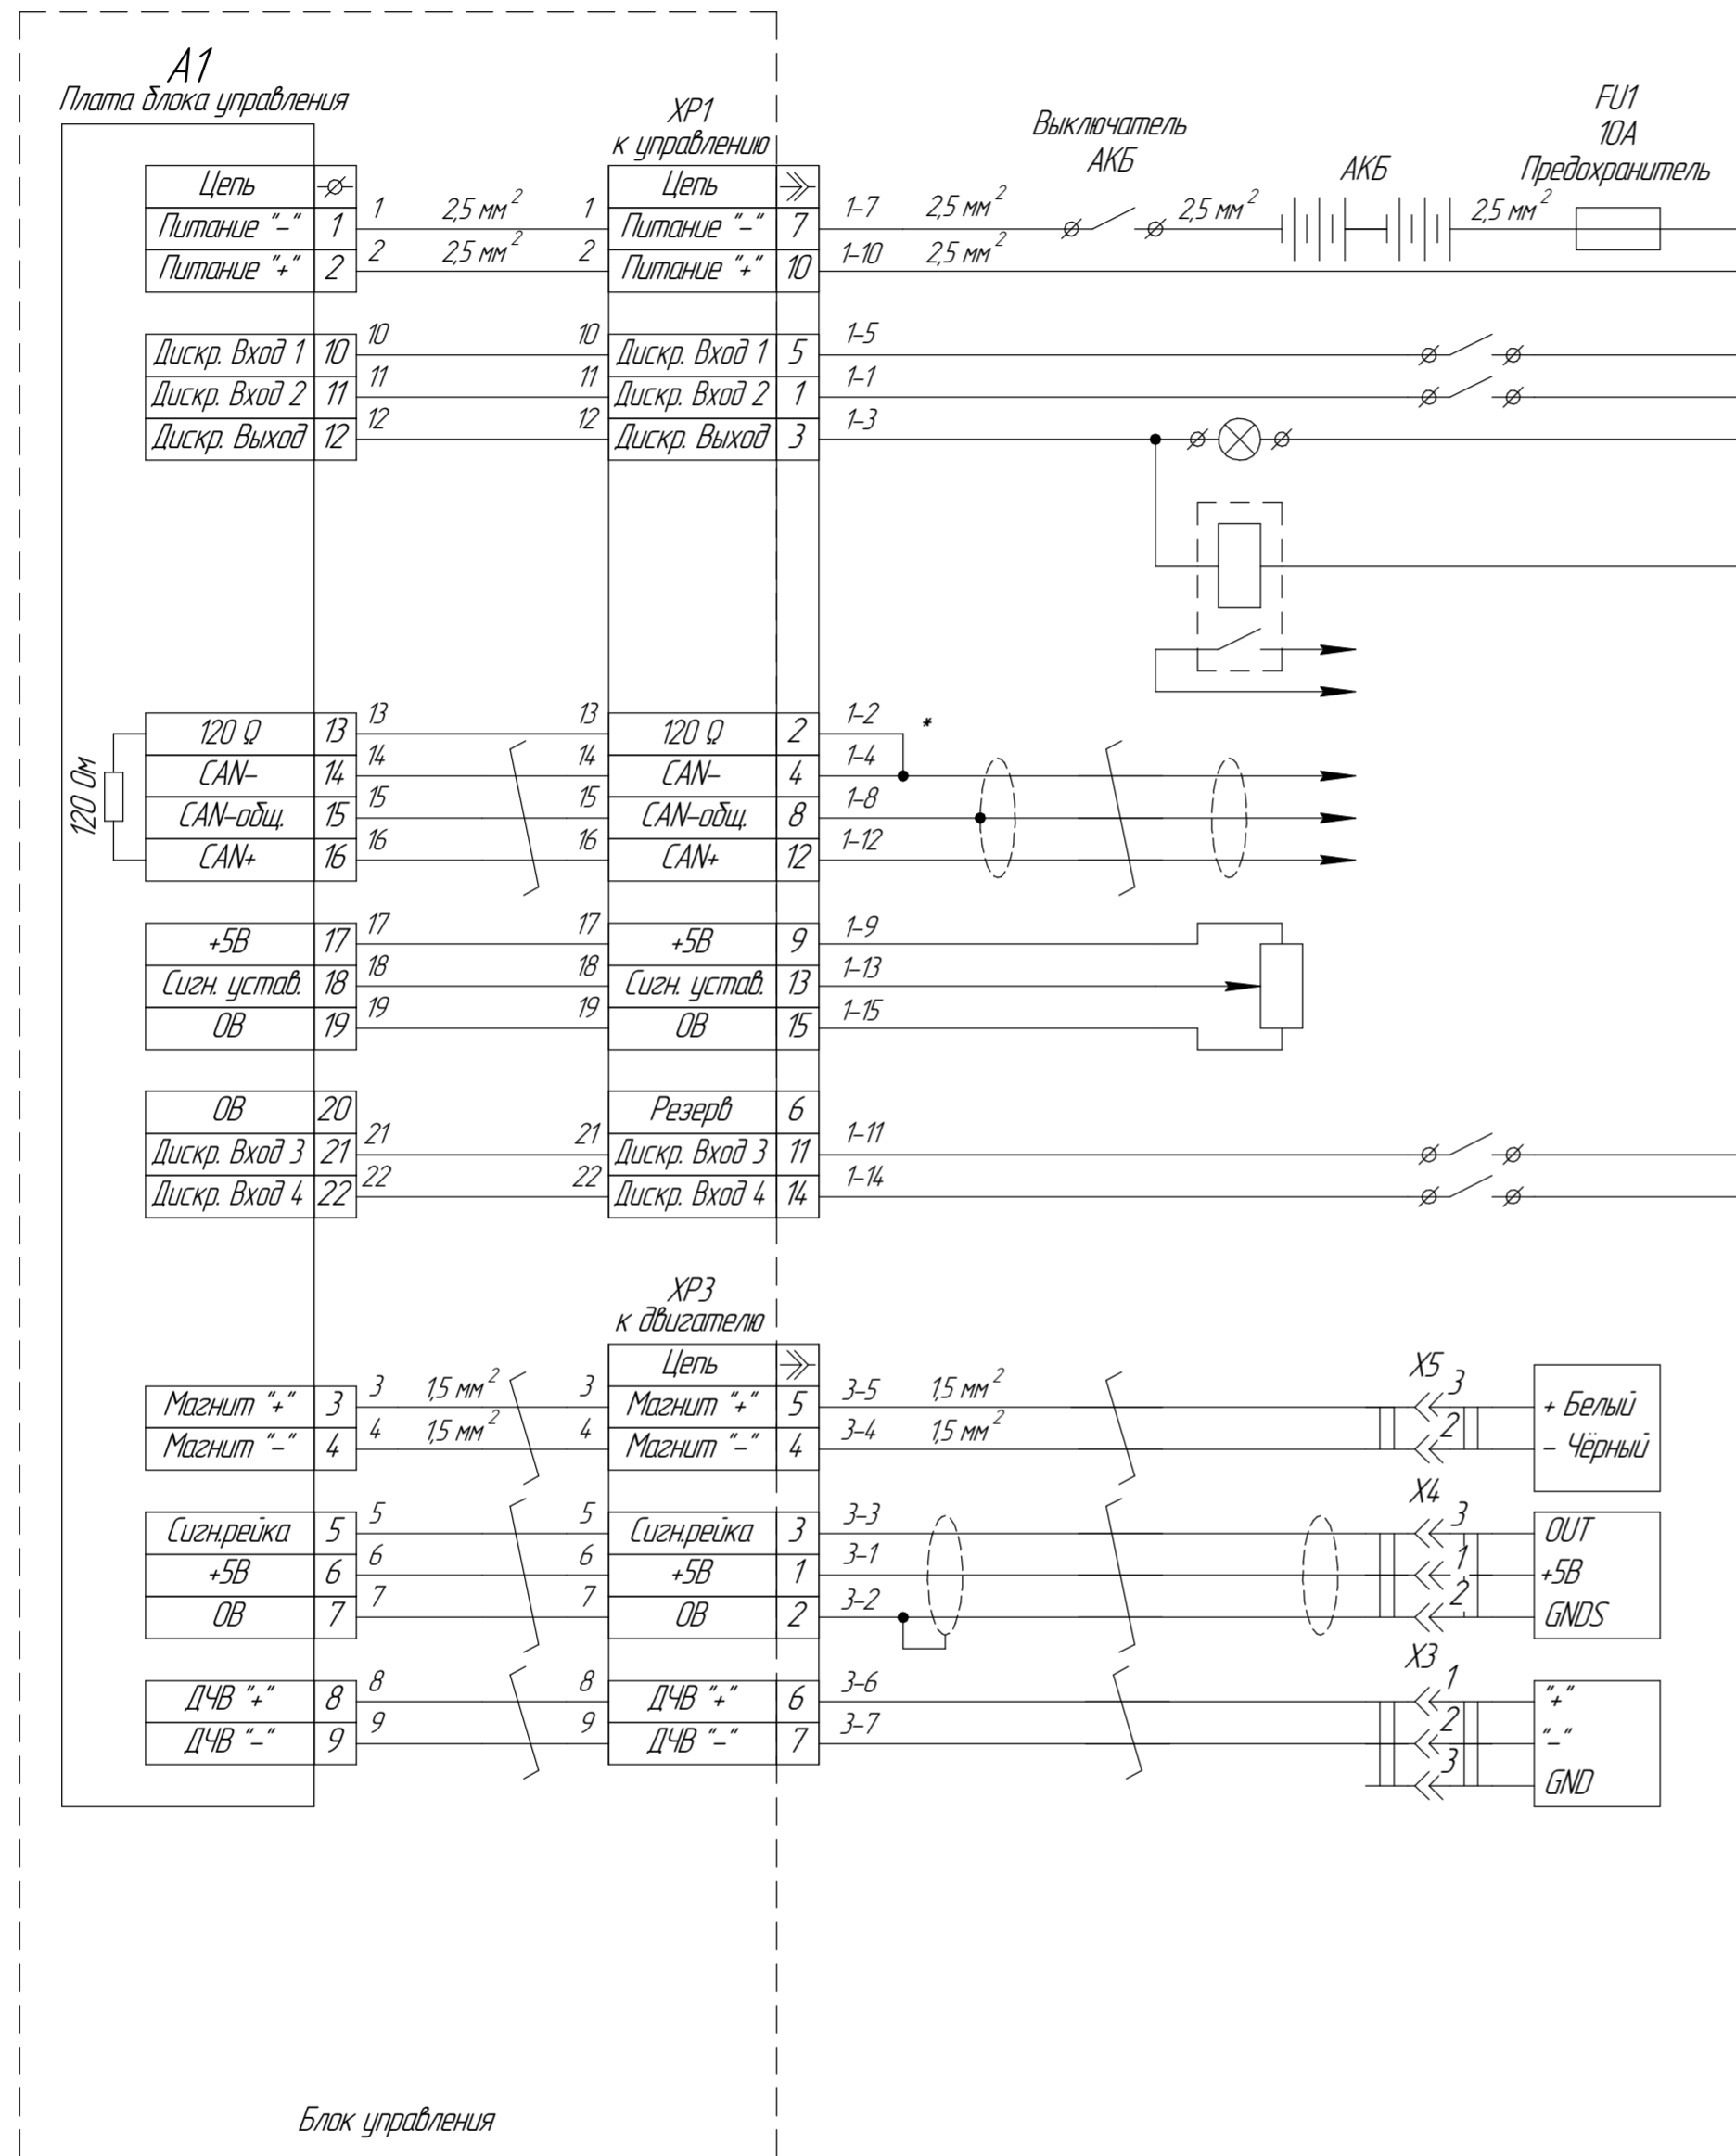 А1
Плата блока управления
ХР1
к управлению
Выключатель
АКБ
АКБ
FU1
10А
Предохранитель
Цепь
Цепь
Питание "-" 1 1 2,5 мм² 1 Питание "-" 7 1-7 2,5 мм² 2,5 мм² 2,5 мм²
Питание "+" 2 2 2,5 мм² 2 Питание "+" 10 1-10 2,5 мм²
Дискр. Вход 1 10 10 10 Дискр. Вход 1 5 1-5
Дискр. Вход 2 11 11 11 Дискр. Вход 2 1 1-1
Дискр. Выход 12 12 12 Дискр. Выход 3 1-3
120 Ом
120 Ω 13 13 13 120 Ω 2 1-2 *
CAN- 14 14 14 CAN- 4 1-4
CAN-общ. 15 15 15 CAN-общ. 8 1-8
CAN+ 16 16 16 CAN+ 12 1-12
+5В 17 17 17 +5В 9 1-9
Сигн. устав. 18 18 18 Сигн. устав. 13 1-13
0В 19 19 19 0В 15 1-15
0В 20 Резерв 6
Дискр. Вход 3 21 21 21 Дискр. Вход 3 11 1-11
Дискр. Вход 4 22 22 22 Дискр. Вход 4 14 1-14
ХР3
к двигателю
Цепь
Х5
Магнит "+" 3 3 1,5 мм² 3 Магнит "+" 5 3-5 1,5 мм² 3 + Белый
Магнит "-" 4 4 1,5 мм² 4 Магнит "-" 4 3-4 1,5 мм² 2 - Чёрный
Х4
Сигн.рейка 5 5 5 Сигн.рейка 3 3-3 3 OUT
+5В 6 6 6 +5В 1 3-1 1 +5В
0В 7 7 7 0В 2 3-2 2 GNDS
Х3
ДЧВ "+" 8 8 8 ДЧВ "+" 6 3-6 1 "+"
ДЧВ "-" 9 9 9 ДЧВ "-" 7 3-7 2 "-"
3 GND
Блок управления